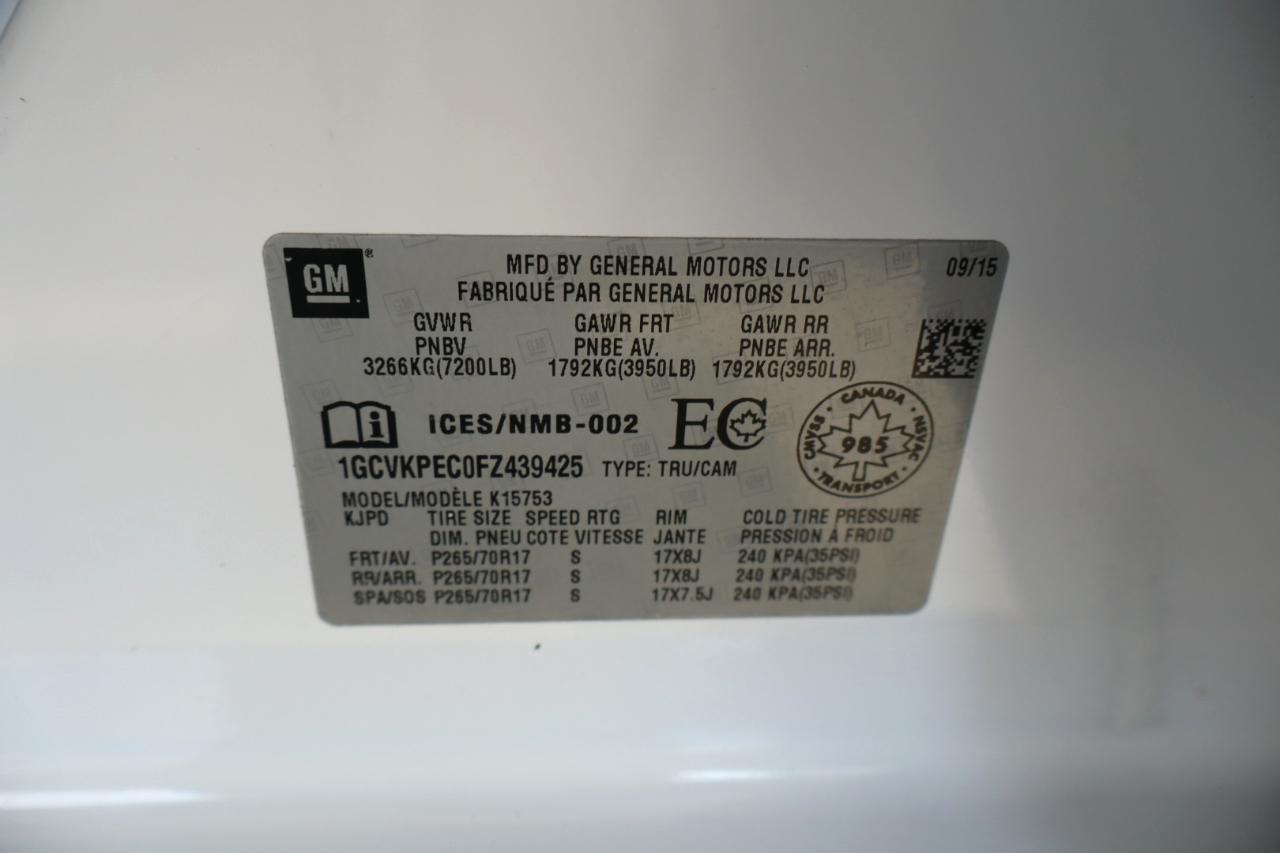 GM
MFD BY GENERAL MOTORS LLC 09/15
FABRIQUÉ PAR GENERAL MOTORS LLC
GVWR GAWR FRT GAWR RR
PNBV PNBE AV. PNBE ARR.
3266KG(7200LB) 1792KG(3950LB) 1792KG(3950LB)
ICES/NMB-002 EC
CANADA
CMVSS 985 NSVAC
TRANSPORT
1GCVKPEC0FZ439425 TYPE: TRU/CAM
MODEL/MODÈLE K15753
KJPD TIRE SIZE SPEED RTG RIM COLD TIRE PRESSURE
DIM. PNEU COTE VITESSE JANTE PRESSION A FROID
FRT/AV. P265/70R17 S 17X8J 240 KPA(35PSI)
RR/ARR. P265/70R17 S 17X8J 240 KPA(35PSI)
SPA/SOS P265/70R17 S 17X7.5J 240 KPA(35PSI)